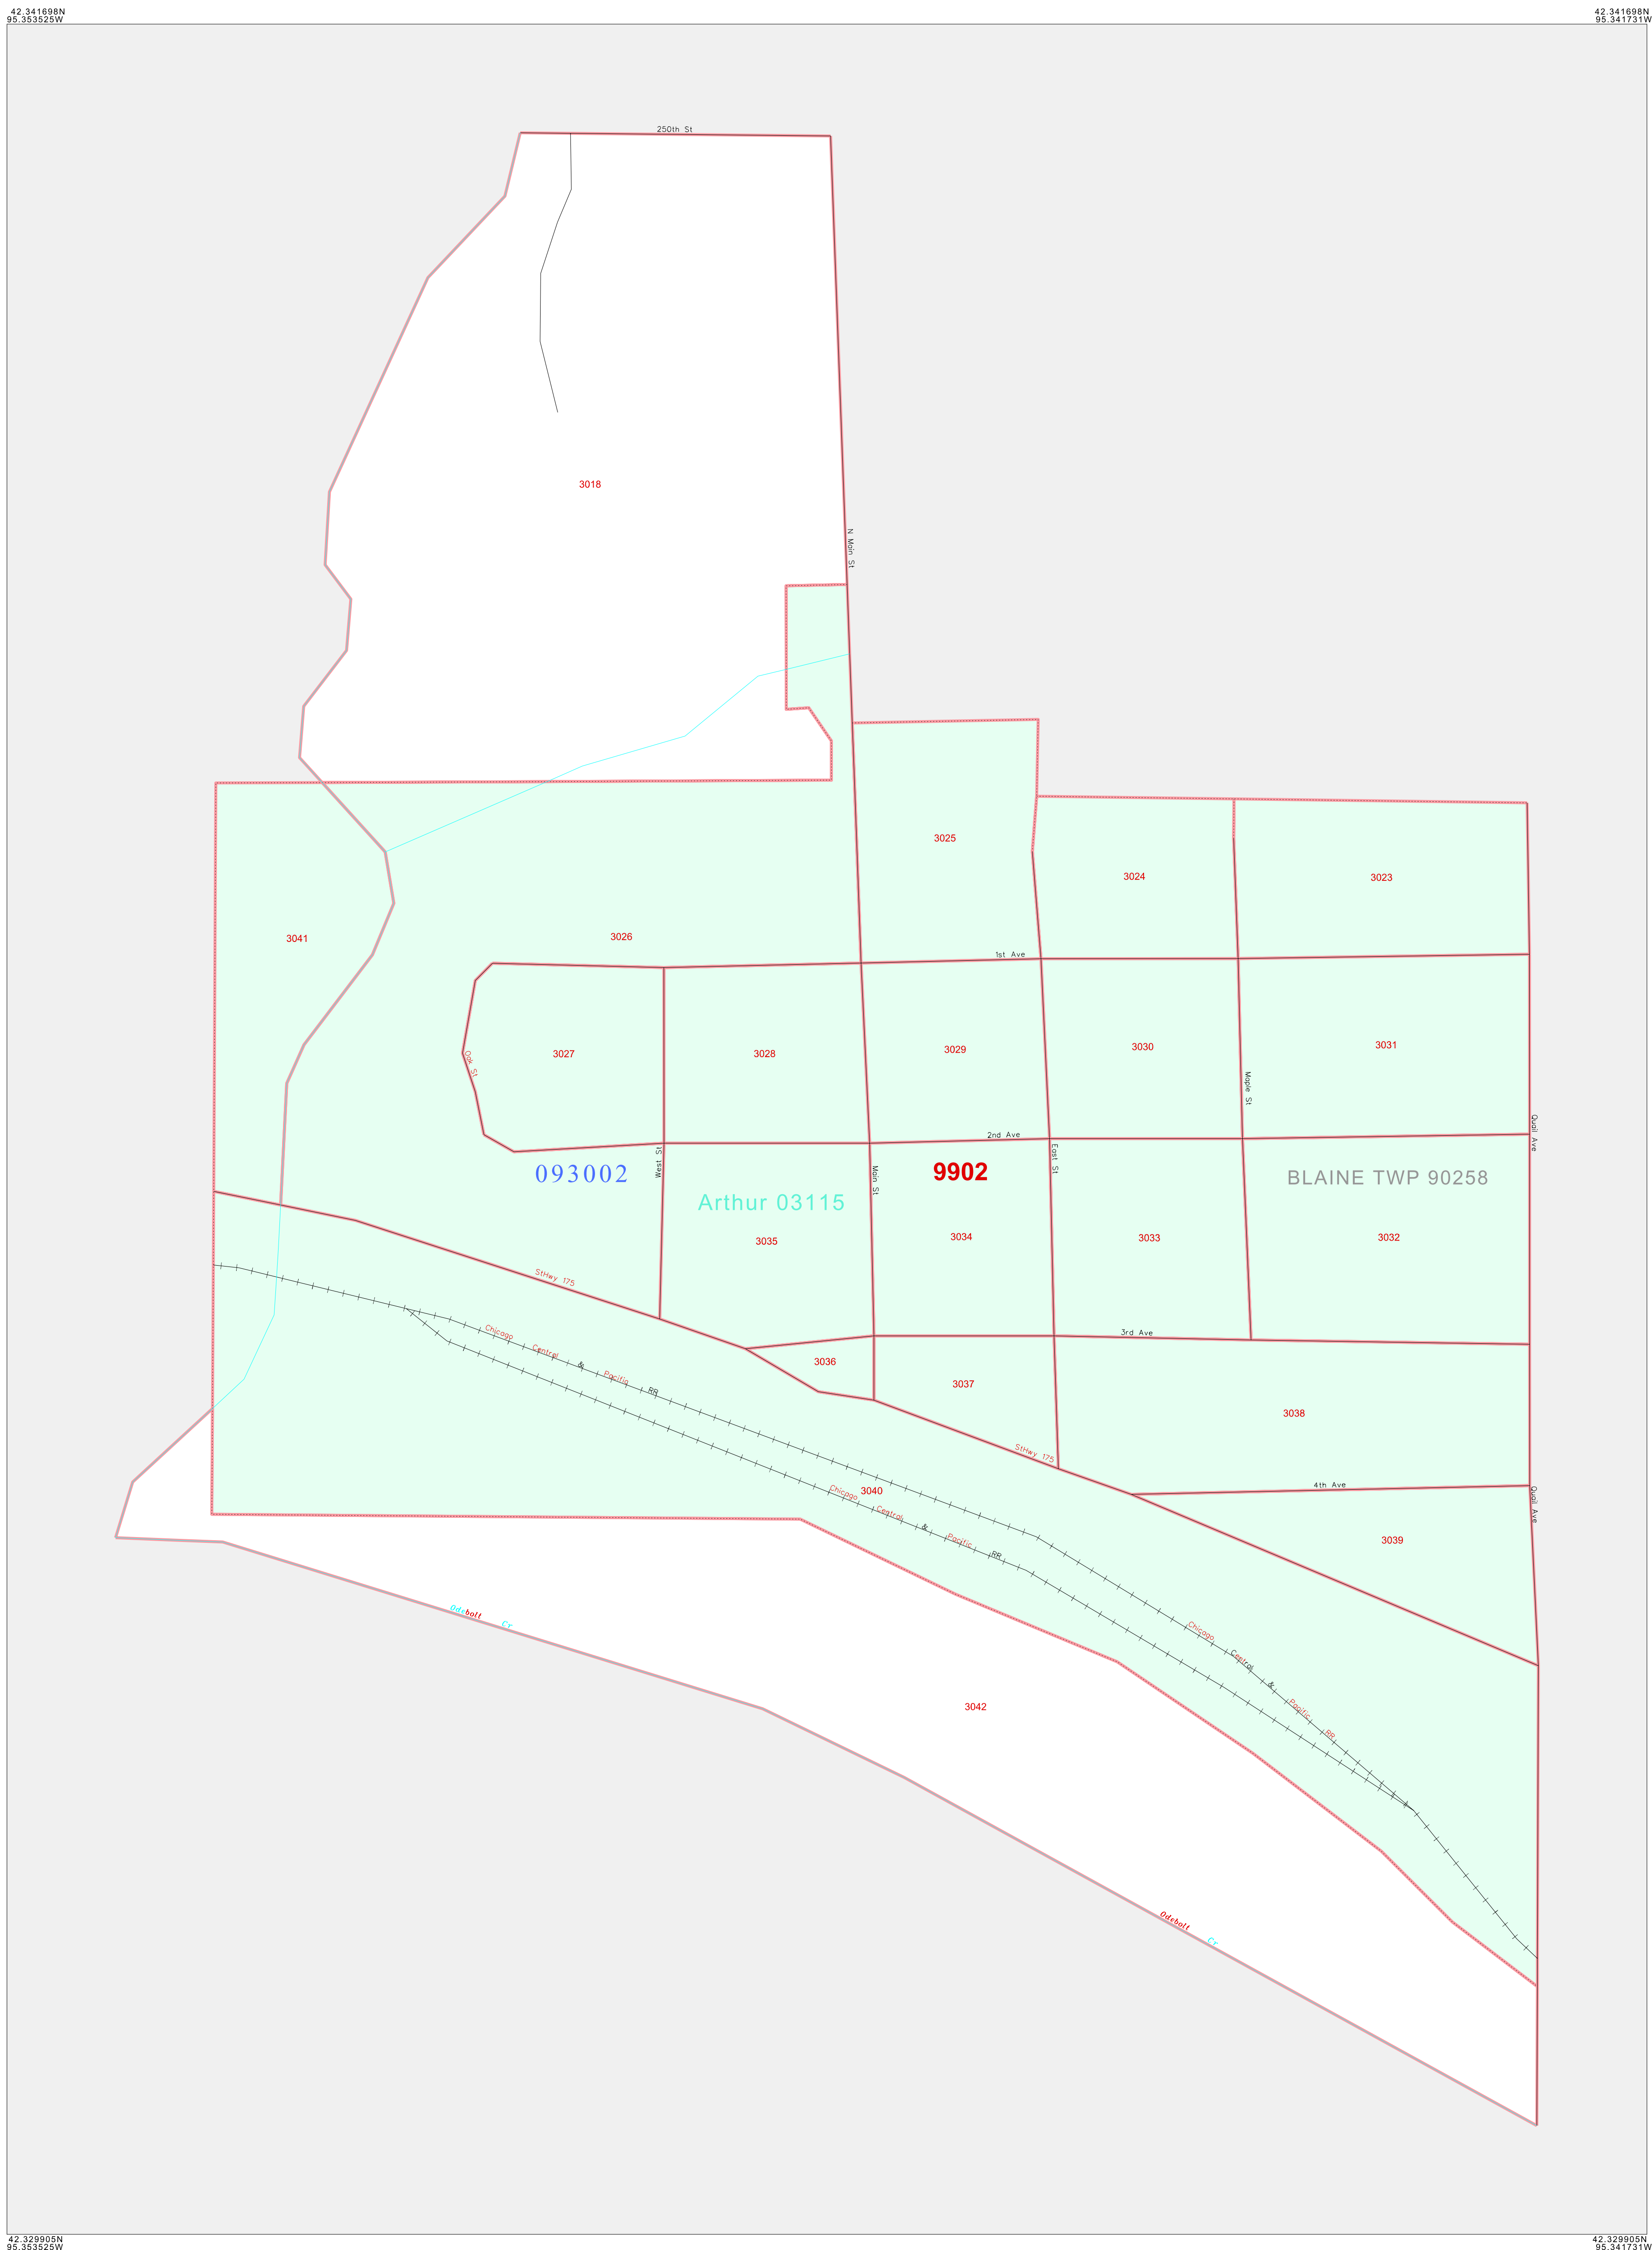 42.341698N
95.353525W
42.341698N
95.341731W
250th St
3018
N Main St
3025
3024
3023
3041
3026
1st Ave
3027
Oak St
3028
3029
3030
3031
Maple St
Quail Ave
2nd Ave
West St
Main St
East St
093002
9902
Arthur 03115
BLAINE TWP 90258
3035
3034
3033
3032
StHwy 175
3rd Ave
Chicago Central & Pacific RR
3036
3037
3038
StHwy 175
4th Ave
Quail Ave
3040
Chicago Central & Pacific RR
3039
Odebolt Cr
Chicago Central & Pacific RR
3042
Odebolt Cr
42.329905N
95.353525W
42.329905N
95.341731W